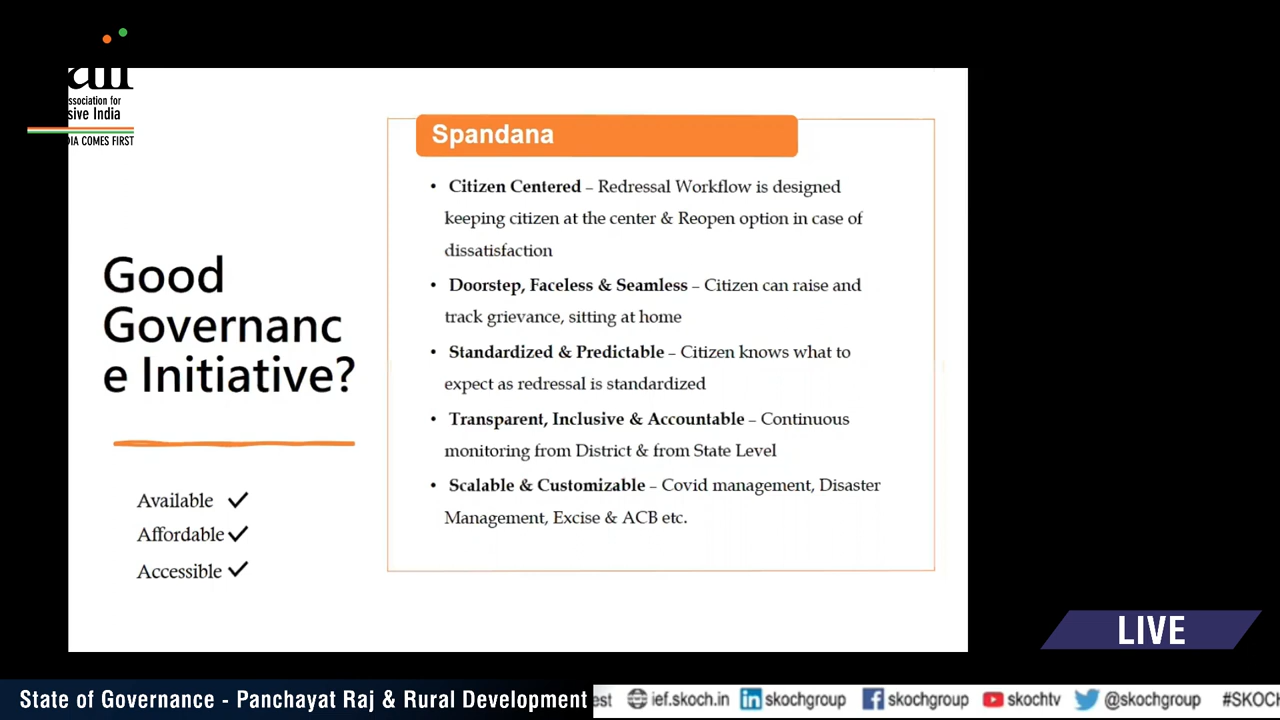 ssociation for
sive India
DIA COMES FIRST
Good
Governanc
e Initiative?
Available
Affordable
Accessible
Spandana
• Citizen Centered – Redressal Workflow is designed
keeping citizen at the center & Reopen option in case of
dissatisfaction
• Doorstep, Faceless & Seamless – Citizen can raise and
track grievance, sitting at home
• Standardized & Predictable – Citizen knows what to
expect as redressal is standardized
• Transparent, Inclusive & Accountable – Continuous
monitoring from District & from State Level
• Scalable & Customizable – Covid management, Disaster
Management, Excise & ACB etc.
LIVE
State of Governance - Panchayat Raj & Rural Development
est ief.skoch.in skochgroup skochgroup skochtv @skochgroup #SKOCH